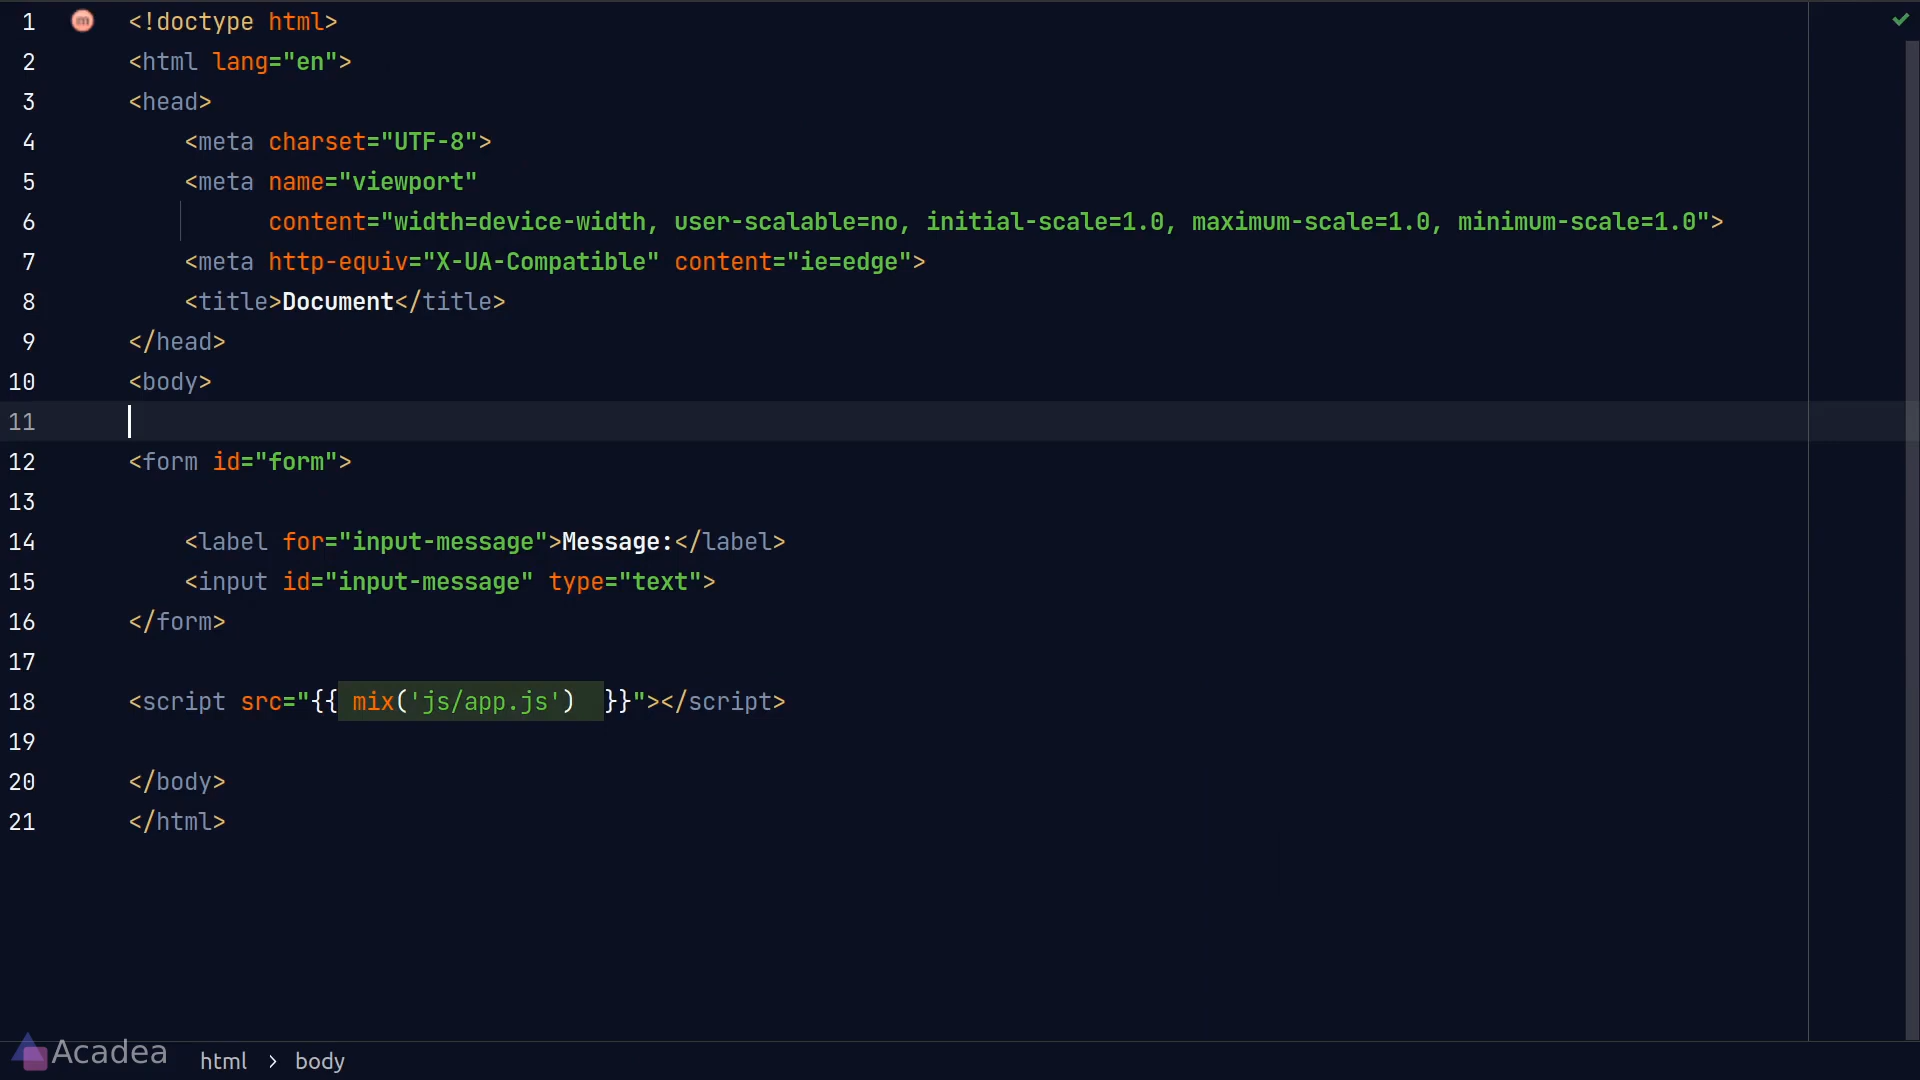 1 <!doctype html>
2 <html lang="en">
3 <head>
4 <meta charset="UTF-8">
5 <meta name="viewport"
6 content="width=device-width, user-scalable=no, initial-scale=1.0, maximum-scale=1.0, minimum-scale=1.0">
7 <meta http-equiv="X-UA-Compatible" content="ie=edge">
8 <title>Document</title>
9 </head>
10 <body>
11
12 <form id="form">
13
14 <label for="input-message">Message:</label>
15 <input id="input-message" type="text">
16 </form>
17
18 <script src="{{ mix('js/app.js')  }}"></script>
19
20 </body>
21 </html>
Acadea html > body